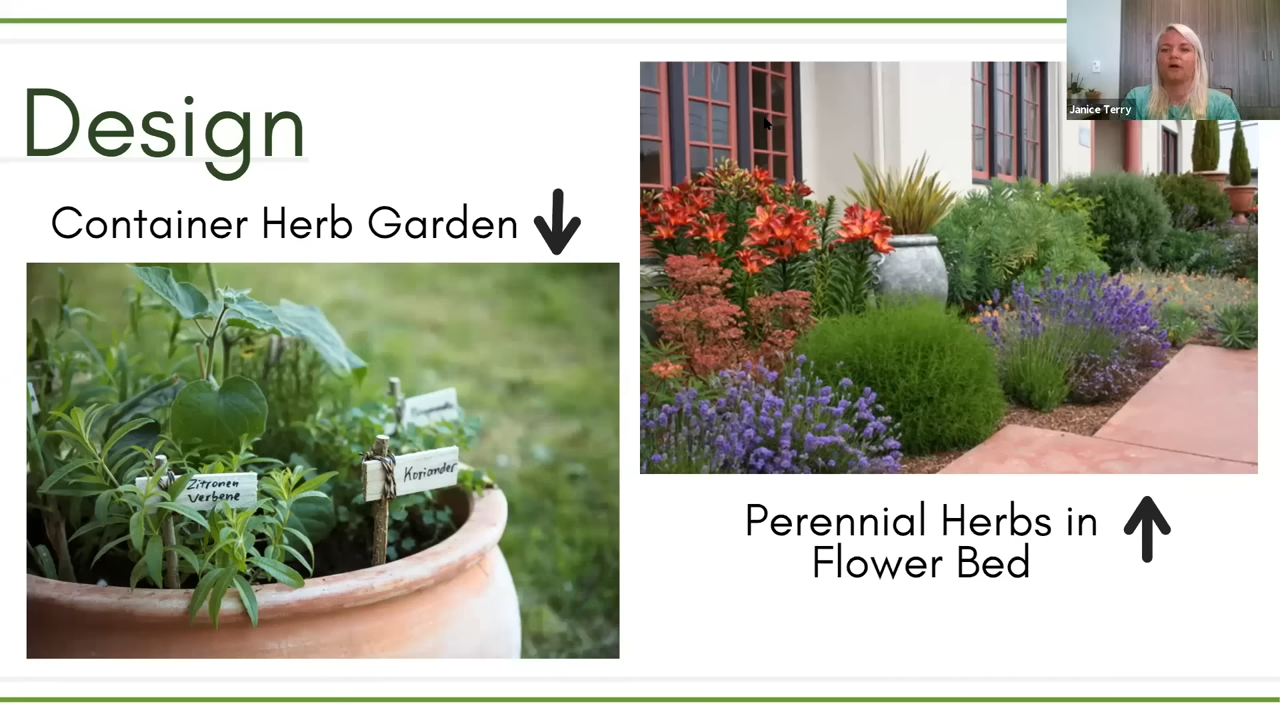 Janice Terry
Design
Container Herb Garden
Zitronen
Verbene
Koriander
Perennial Herbs in
Flower Bed